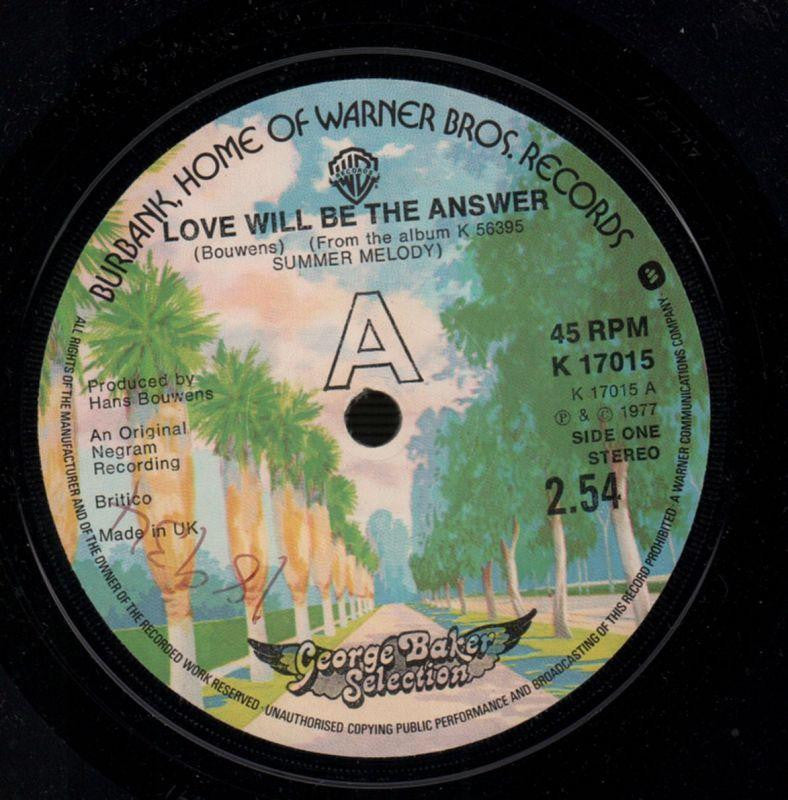 BURBANK, HOME OF WARNER BROS. RECORDS
W
RECORDS
LOVE WILL BE THE ANSWER
(Bouwens) (From the album K 56395
SUMMER MELODY)
A
45 RPM
K 17015
K 17015 A
Ⓟ & © 1977
SIDE ONE
STEREO
2.54
Produced by
Hans Bouwens
An Original
Negram
Recording
Britico
Made in UK
George Baker
Selection
ALL RIGHTS OF THE MANUFACTURER AND OF THE OWNER OF THE RECORDED WORK RESERVED · UNAUTHORISED COPYING PUBLIC PERFORMANCE AND BROADCASTING OF THIS RECORD PROHIBITED · A WARNER COMMUNICATIONS COMPANY ·